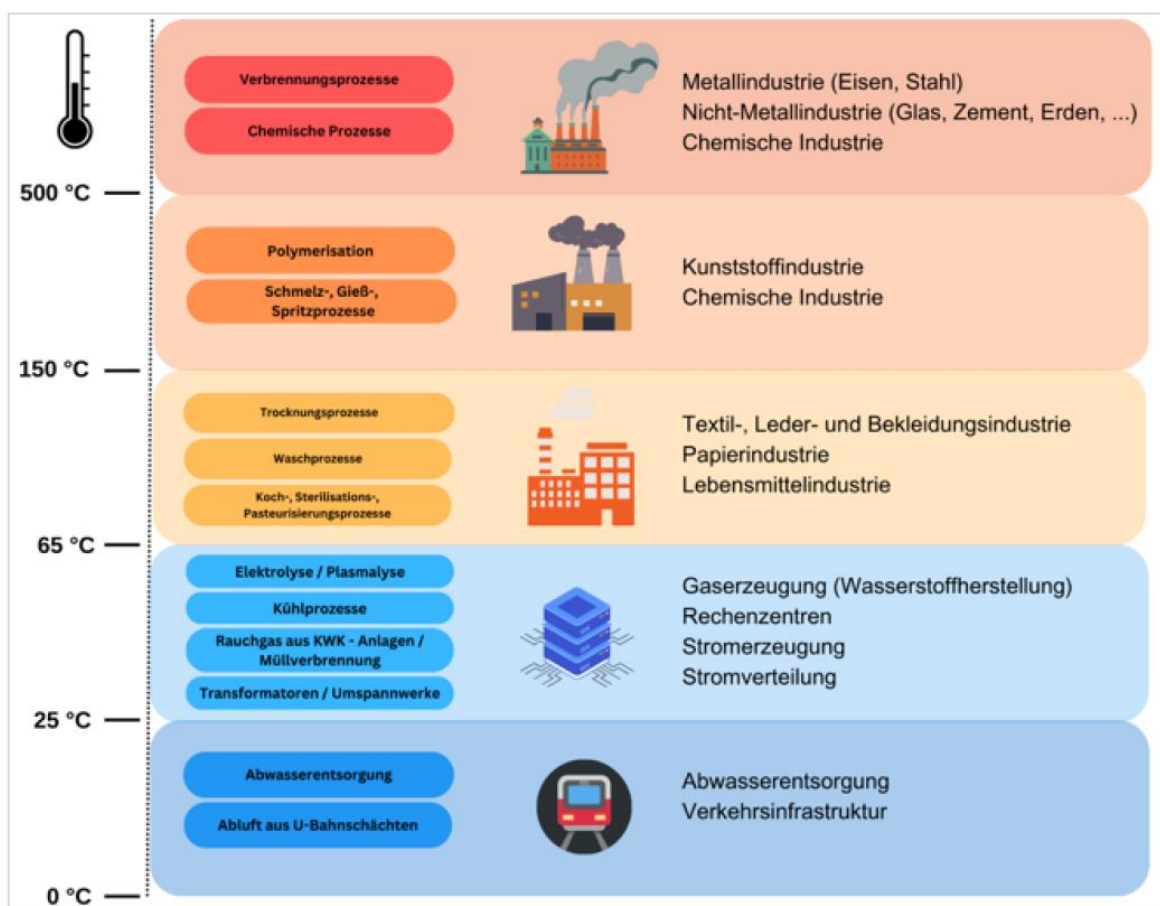 Verbrennungsprozesse
Chemische Prozesse
Metallindustrie (Eisen, Stahl)
Nicht-Metallindustrie (Glas, Zement, Erden, ...)
Chemische Industrie
500 °C
Polymerisation
Schmelz-, Gieß-,
Spritzprozesse
Kunststoffindustrie
Chemische Industrie
150 °C
Trocknungsprozesse
Waschprozesse
Koch-, Sterilisations-,
Pasteurisierungsprozesse
Textil-, Leder- und Bekleidungsindustrie
Papierindustrie
Lebensmittelindustrie
65 °C
Elektrolyse / Plasmalyse
Kühlprozesse
Rauchgas aus KWK - Anlagen /
Müllverbrennung
Transformatoren / Umspannwerke
Gaserzeugung (Wasserstoffherstellung)
Rechenzentren
Stromerzeugung
Stromverteilung
25 °C
Abwasserentsorgung
Abluft aus U-Bahnschächten
Abwasserentsorgung
Verkehrsinfrastruktur
0 °C